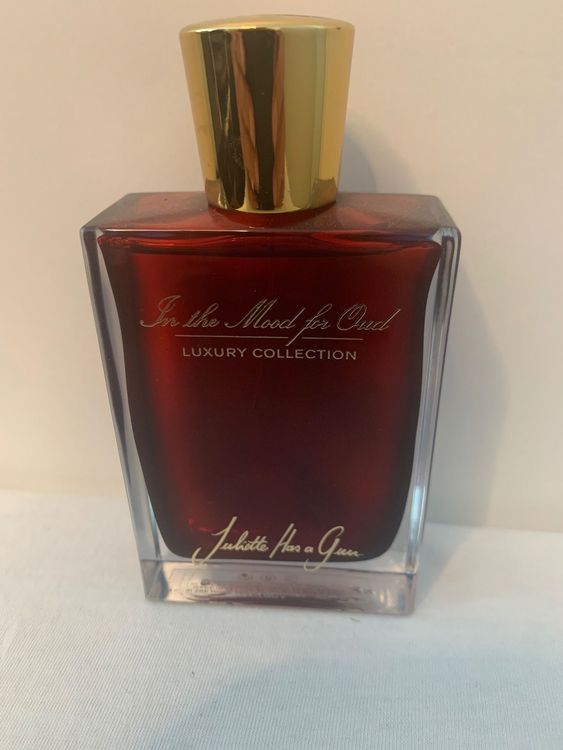 In the Mood for Oud
LUXURY COLLECTION
Juliette Has a Gun